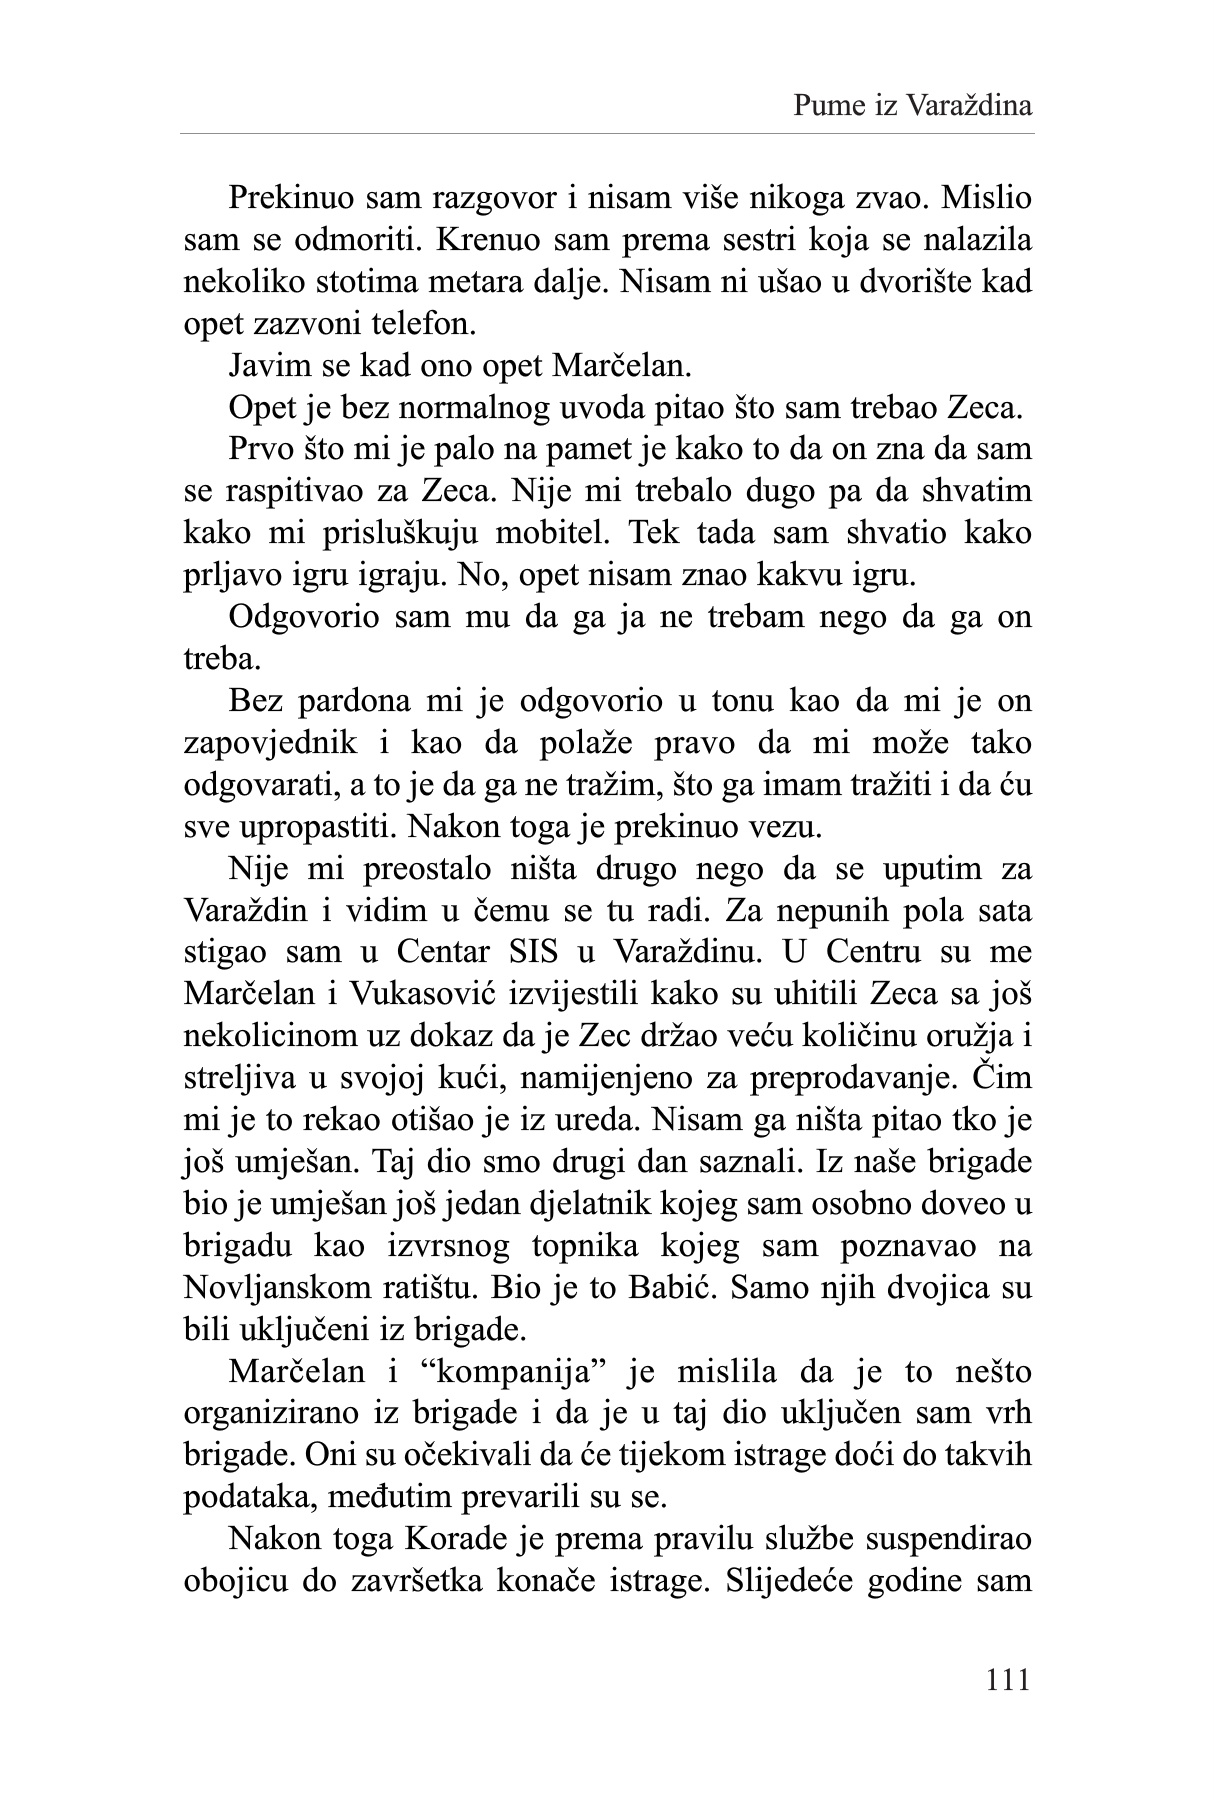 Pume iz Varaždina
Prekinuo sam razgovor i nisam više nikoga zvao. Mislio
sam se odmoriti. Krenuo sam prema sestri koja se nalazila
nekoliko stotima metara dalje. Nisam ni ušao u dvorište kad
opet zazvoni telefon.
Javim se kad ono opet Marčelan.
Opet je bez normalnog uvoda pitao što sam trebao Zeca.
Prvo što mi je palo na pamet je kako to da on zna da sam
se raspitivao za Zeca. Nije mi trebalo dugo pa da shvatim
kako mi prisluškuju mobitel. Tek tada sam shvatio kako
prljavo igru igraju. No, opet nisam znao kakvu igru.
Odgovorio sam mu da ga ja ne trebam nego da ga on
treba.
Bez pardona mi je odgovorio u tonu kao da mi je on
zapovjednik i kao da polaže pravo da mi može tako
odgovarati, a to je da ga ne tražim, što ga imam tražiti i da ću
sve upropastiti. Nakon toga je prekinuo vezu.
Nije mi preostalo ništa drugo nego da se uputim za
Varaždin i vidim u čemu se tu radi. Za nepunih pola sata
stigao sam u Centar SIS u Varaždinu. U Centru su me
Marčelan i Vukasović izvijestili kako su uhitili Zeca sa još
nekolicinom uz dokaz da je Zec držao veću količinu oružja i
streljiva u svojoj kući, namijenjeno za preprodavanje. Čim
mi je to rekao otišao je iz ureda. Nisam ga ništa pitao tko je
još umješan. Taj dio smo drugi dan saznali. Iz naše brigade
bio je umješan još jedan djelatnik kojeg sam osobno doveo u
brigadu kao izvrsnog topnika kojeg sam poznavao na
Novljanskom ratištu. Bio je to Babić. Samo njih dvojica su
bili uključeni iz brigade.
Marčelan i “kompanija” je mislila da je to nešto
organizirano iz brigade i da je u taj dio uključen sam vrh
brigade. Oni su očekivali da će tijekom istrage doći do takvih
podataka, međutim prevarili su se.
Nakon toga Korade je prema pravilu službe suspendirao
obojicu do završetka konače istrage. Slijedeće godine sam
111